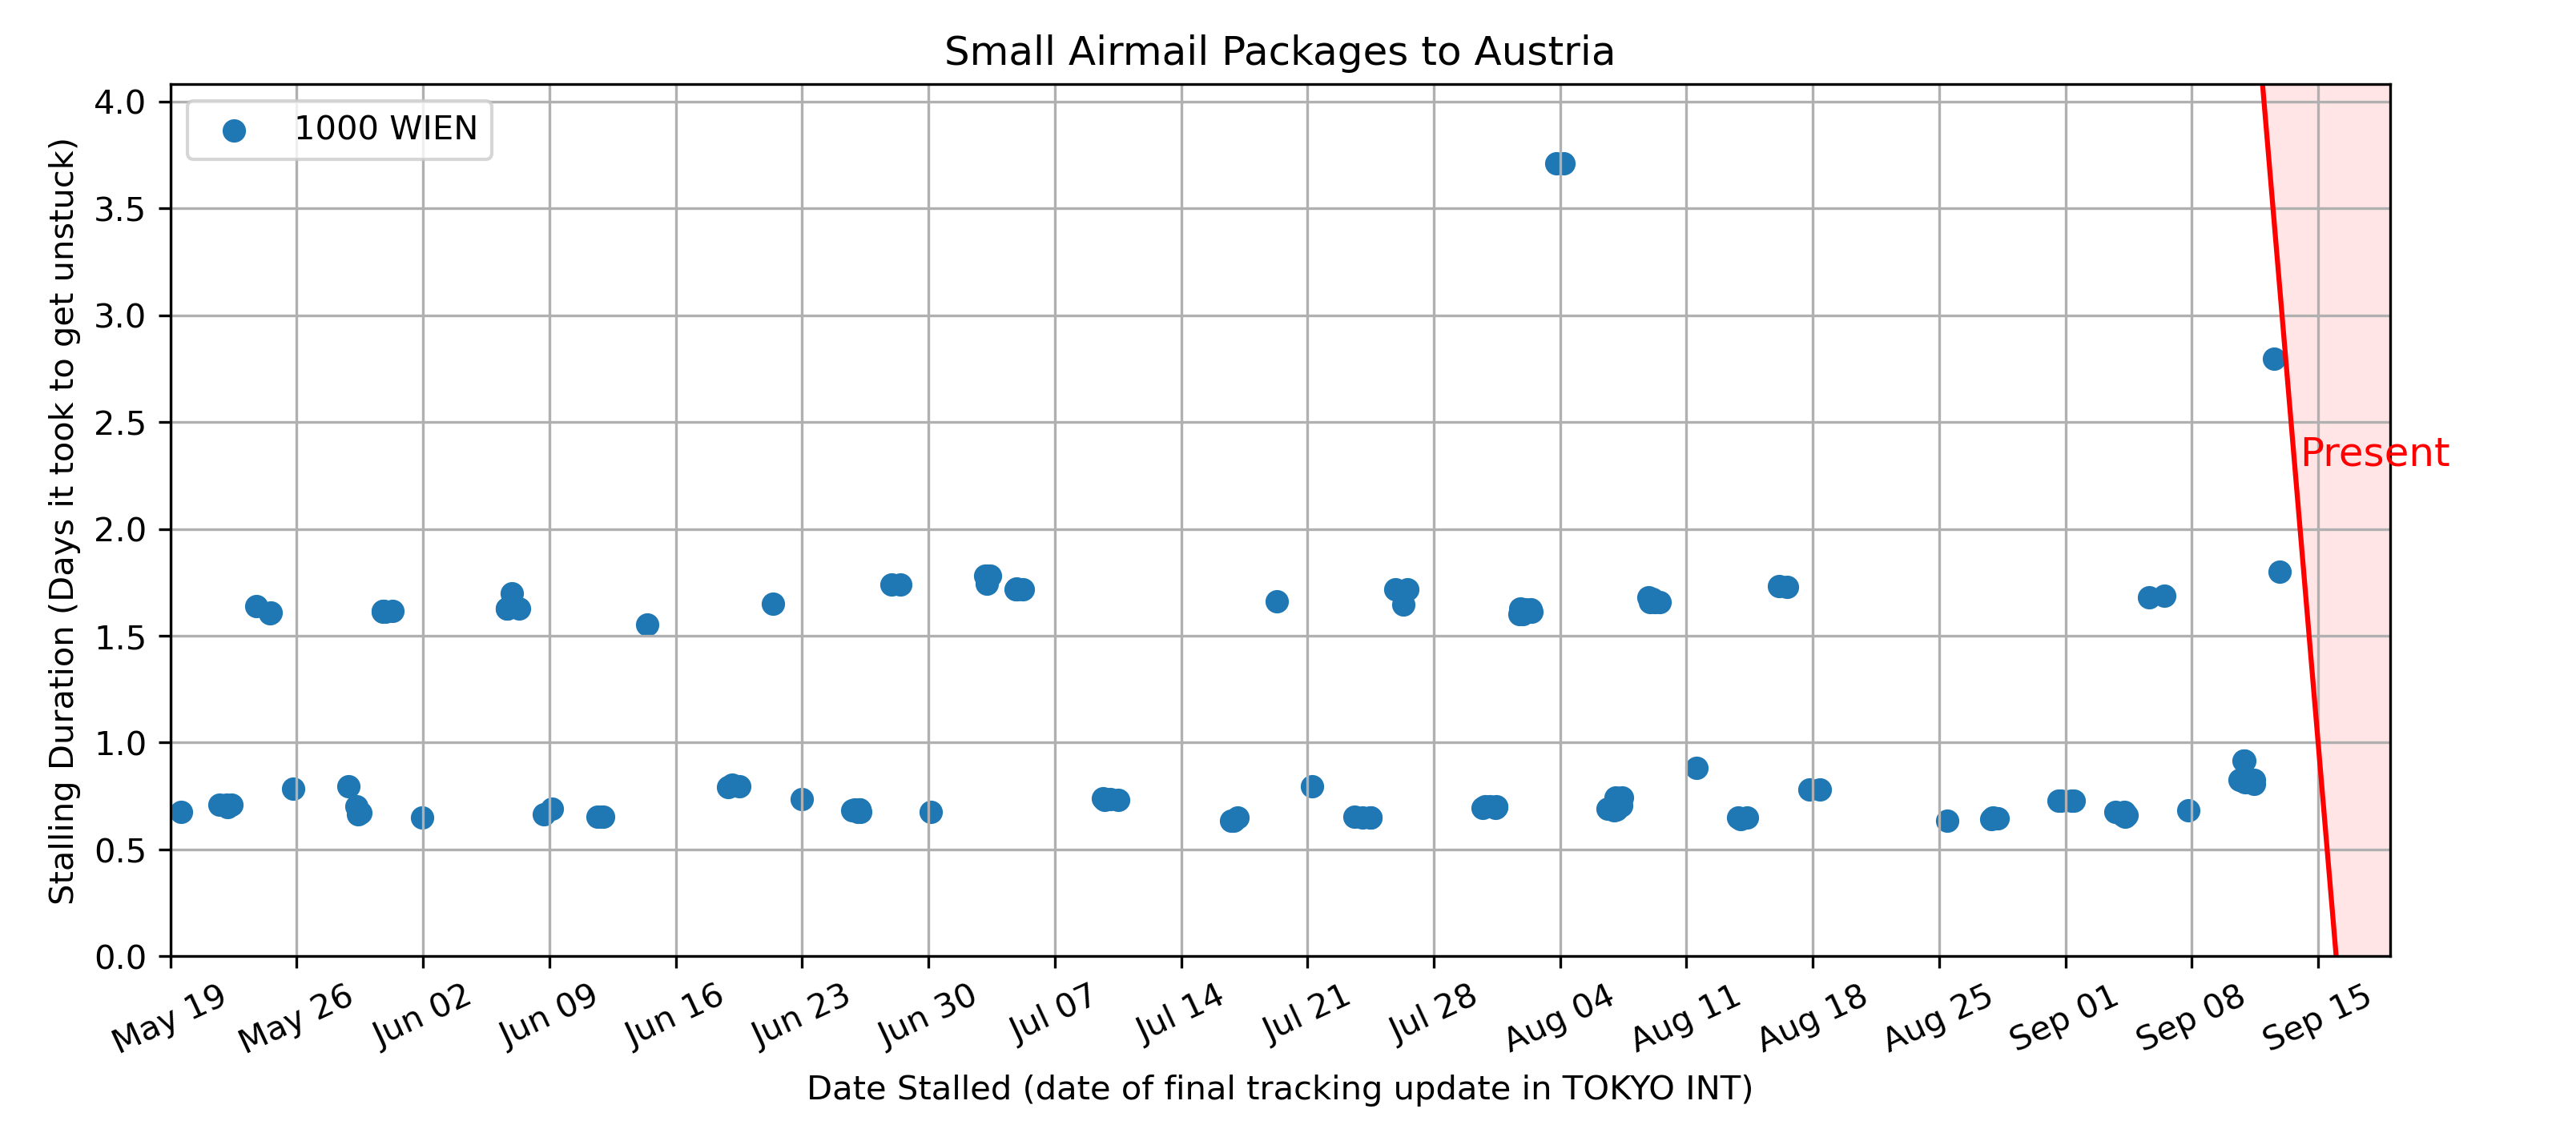 Small Airmail Packages to Austria
1000 WIEN
Stalling Duration (Days it took to get unstuck)
4.0
3.5
3.0
2.5
2.0
1.5
1.0
0.5
0.0
Present
May 19
May 26
Jun 02
Jun 09
Jun 16
Jun 23
Jun 30
Jul 07
Jul 14
Jul 21
Jul 28
Aug 04
Aug 11
Aug 18
Aug 25
Sep 01
Sep 08
Sep 15
Date Stalled (date of final tracking update in TOKYO INT)